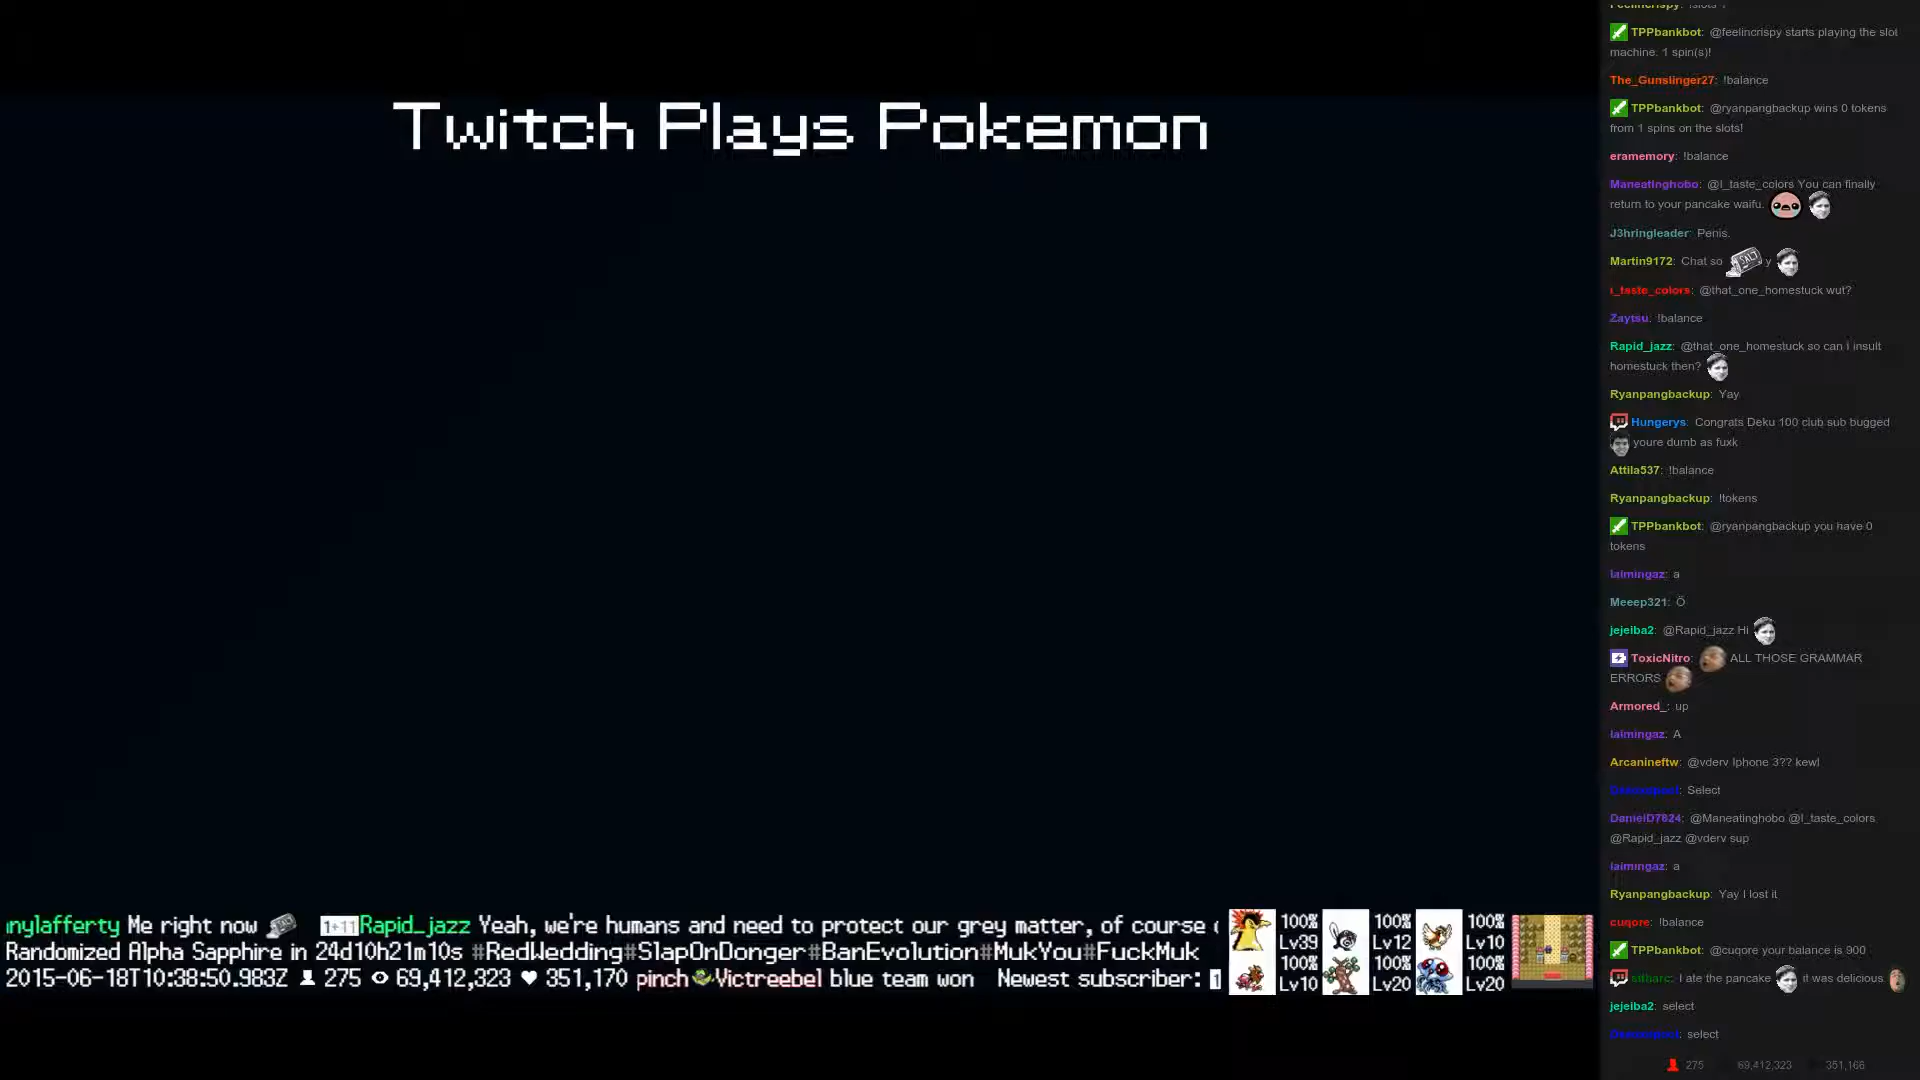 Twitch Plays Pokemon
TPPbankbot: @feelincrispy starts playing the slot
machine. 1 spin(s)!
The_Gunslinger27: !balance
TPPbankbot: @ryanpangbackup wins 0 tokens
from 1 spins on the slots!
eramemory: !balance
Maneatinghobo: @I_taste_colors You can finally
return to your pancake waifu.
J3hringleader: Penis.
Martin9172: Chat so SALT y
I_taste_colors: @that_one_homestuck wut?
Zaytsu: !balance
Rapid_jazz: @that_one_homestuck so can I insult
homestuck then?
Ryanpangbackup: Yay
Hungerys: Congrats Deku 100 club sub bugged
youre dumb as fuxk
Attila537: !balance
Ryanpangbackup: !tokens
TPPbankbot: @ryanpangbackup you have 0
tokens
laimingaz: a
Meeep321: Ö
jejeiba2: @Rapid_jazz Hi
ToxicNitro: ALL THOSE GRAMMAR
ERRORS
Armored_: up
laimingaz: A
Arcanineftw: @vderv Iphone 3?? kewl
Select
DanielD7824: @Maneatinghobo @I_taste_colors
@Rapid_jazz @vderv sup
laimingaz: a
Ryanpangbackup: Yay I lost it
cuqore: !balance
TPPbankbot: @cuqore your balance is 900
I ate the pancake it was delicious
jejeiba2: select
select
275 69,412,323 351,166
nylafferty Me right now 1+11 Rapid_jazz Yeah, we're humans and need to protect our grey matter, of course
Randomized Alpha Sapphire in 24d10h21m10s #RedWedding#SlapOnDonger#BanEvolution#MukYou#FuckMuk
2015-06-18T10:38:50.983Z 275 69,412,323 351,170 pinch Victreebel blue team won Newest subscriber:
100% 100% 100%
Lv39 Lv12 Lv10
100% 100% 100%
Lv10 Lv20 Lv20